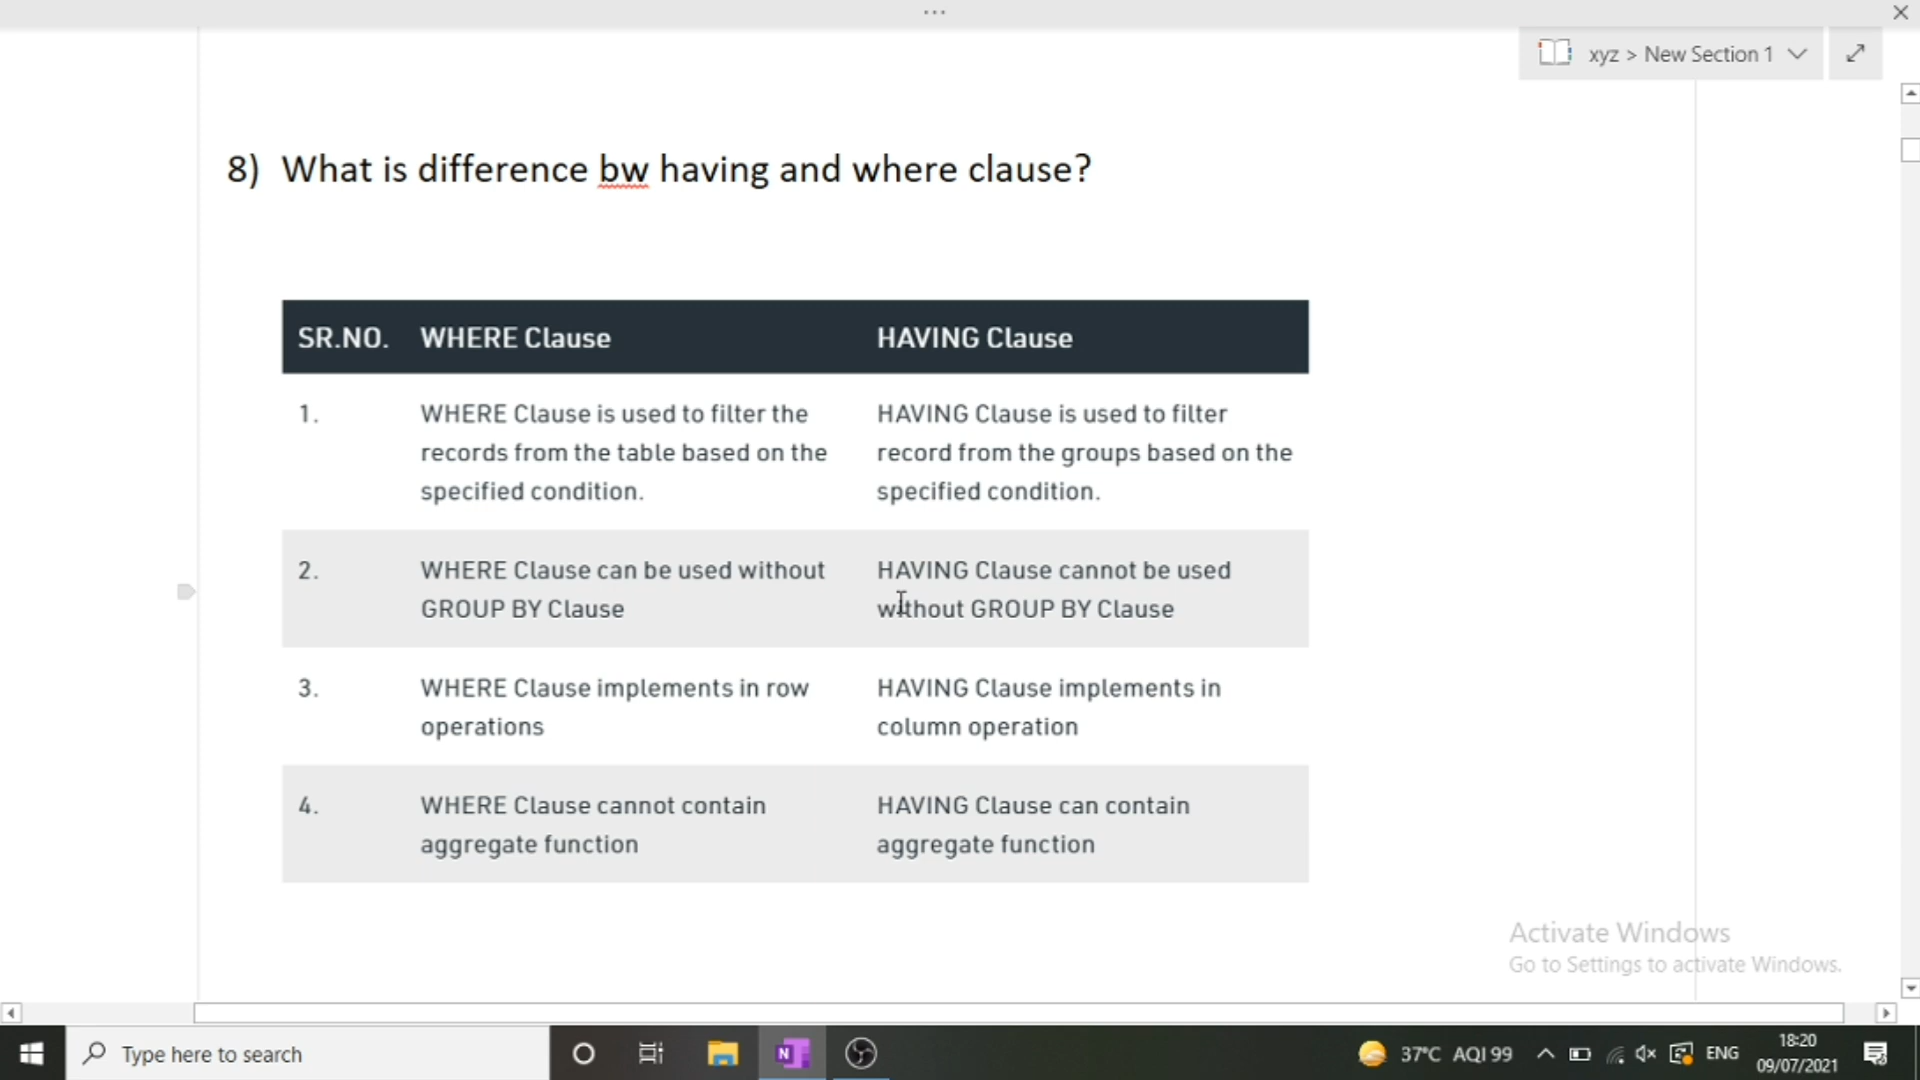 ...
xyz > New Section 1
8) What is difference bw having and where clause?
SR.NO. WHERE Clause HAVING Clause
1. WHERE Clause is used to filter the HAVING Clause is used to filter
records from the table based on the record from the groups based on the
specified condition. specified condition.
2. WHERE Clause can be used without HAVING Clause cannot be used
GROUP BY Clause without GROUP BY Clause
3. WHERE Clause implements in row HAVING Clause implements in
operations column operation
4. WHERE Clause cannot contain HAVING Clause can contain
aggregate function aggregate function
Activate Windows
Go to Settings to activate Windows.
Type here to search
N
37°C AQI 99
ENG
18:20
09/07/2021